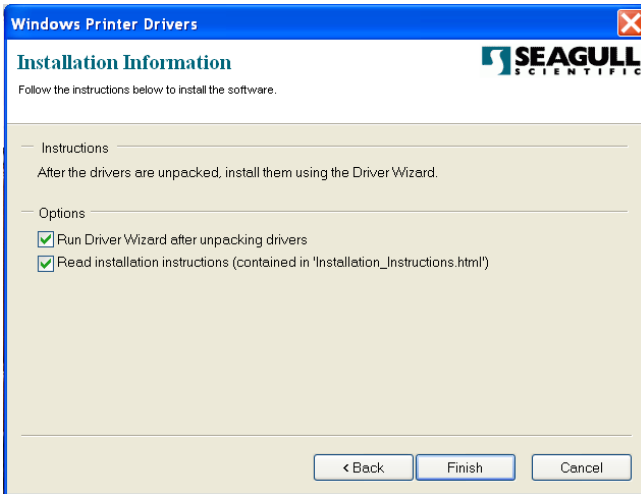 Windows Printer Drivers
Installation Information
SEAGULL
SCIENTIFIC
Follow the instructions below to install the software.
Instructions
After the drivers are unpacked, install them using the Driver Wizard.
Options
Run Driver Wizard after unpacking drivers
Read installation instructions (contained in 'Installation_Instructions.html')
< Back Finish Cancel